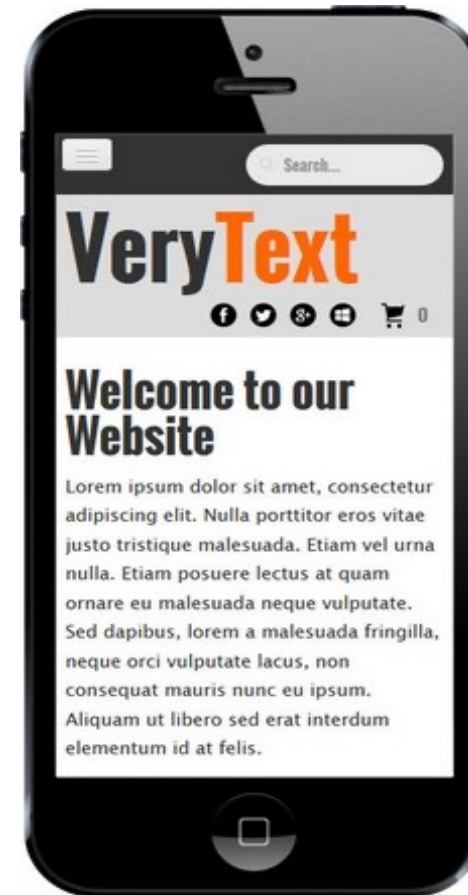 Search...
VeryText
0
Welcome to our
Website
Lorem ipsum dolor sit amet, consectetur
adipiscing elit. Nulla porttitor eros vitae
justo tristique malesuada. Etiam vel urna
nulla. Etiam posuere lectus at quam
ornare eu malesuada neque vulputate.
Sed dapibus, lorem a malesuada fringilla,
neque orci vulputate lacus, non
consequat mauris nunc eu ipsum.
Aliquam ut libero sed erat interdum
elementum id at felis.